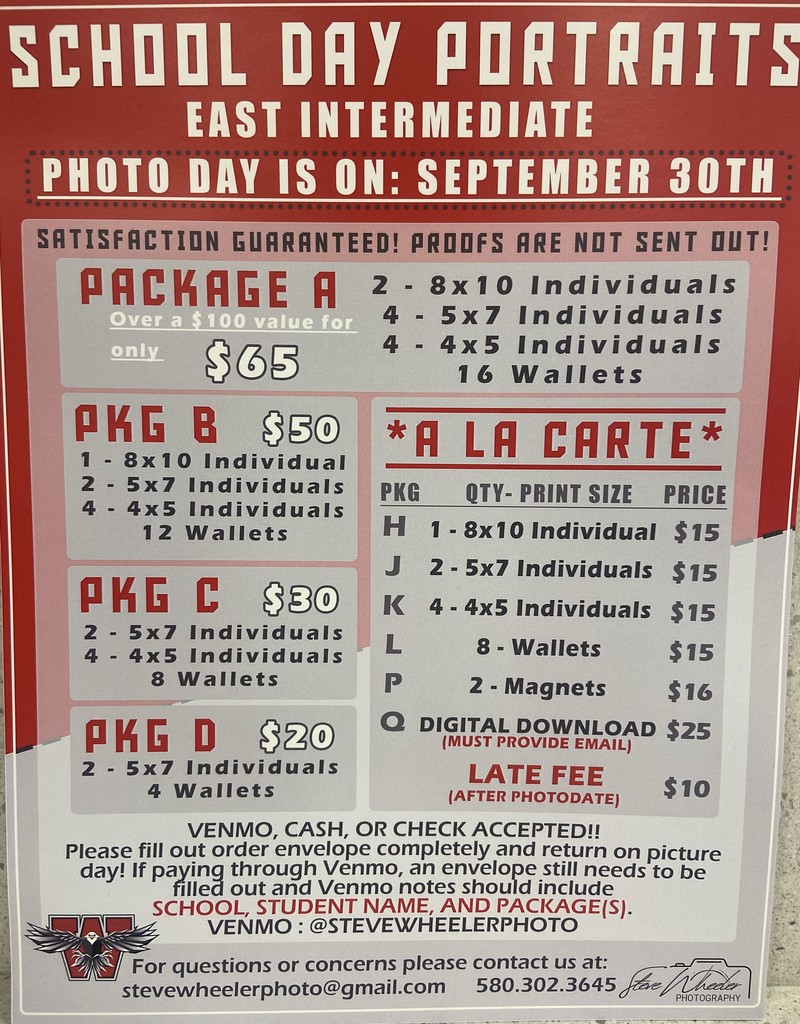 SCHOOL DAY PORTRAITS
EAST INTERMEDIATE
PHOTO DAY IS ON: SEPTEMBER 30TH
SATISFACTION GUARANTEED! PROOFS ARE NOT SENT OUT!
PACKAGE A
Over a $100 value for
only $65
2 - 8x10 Individuals
4 - 5x7 Individuals
4 - 4x5 Individuals
16 Wallets
PKG B $50
1 - 8x10 Individual
2 - 5x7 Individuals
4 - 4x5 Individuals
12 Wallets
PKG C $30
2 - 5x7 Individuals
4 - 4x5 Individuals
8 Wallets
PKG D $20
2 - 5x7 Individuals
4 Wallets
*A LA CARTE*
PKG QTY- PRINT SIZE PRICE
H 1 - 8x10 Individual $15
J 2 - 5x7 Individuals $15
K 4 - 4x5 Individuals $15
L 8 - Wallets $15
P 2 - Magnets $16
Q DIGITAL DOWNLOAD $25
(MUST PROVIDE EMAIL)
LATE FEE $10
(AFTER PHOTODATE)
VENMO, CASH, OR CHECK ACCEPTED!!
Please fill out order envelope completely and return on picture
day! If paying through Venmo, an envelope still needs to be
filled out and Venmo notes should include
SCHOOL, STUDENT NAME, AND PACKAGE(S).
VENMO : @STEVEWHEELERPHOTO
W
For questions or concerns please contact us at:
stevewheelerphoto@gmail.com 580.302.3645
Steve Wheeler
PHOTOGRAPHY